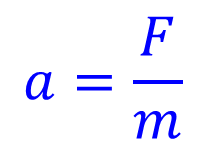 a = F/m